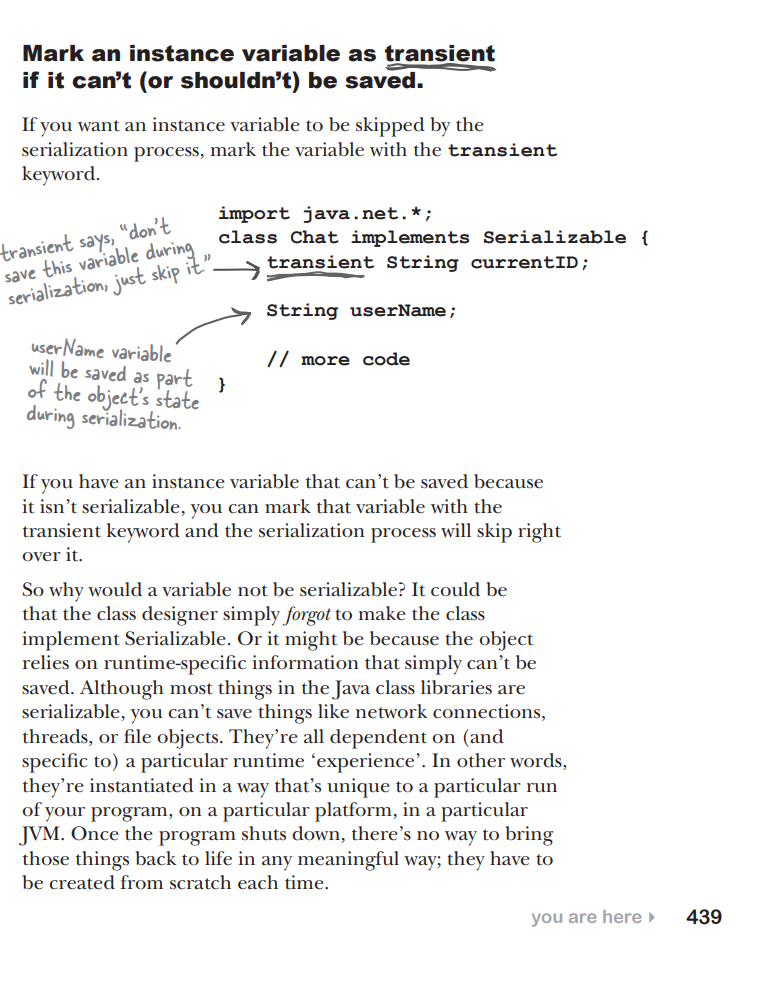 Mark an instance variable as transient
if it can’t (or shouldn’t) be saved.
If you want an instance variable to be skipped by the
serialization process, mark the variable with the transient
keyword.
transient says, “don’t
save this variable during
serialization, just skip it.”
import java.net.*;
class Chat implements Serializable {
transient String currentID;
String userName;
userName variable
will be saved as part
of the object’s state
during serialization.
// more code
}
If you have an instance variable that can’t be saved because
it isn’t serializable, you can mark that variable with the
transient keyword and the serialization process will skip right
over it.
So why would a variable not be serializable? It could be
that the class designer simply forgot to make the class
implement Serializable. Or it might be because the object
relies on runtime-specific information that simply can’t be
saved. Although most things in the Java class libraries are
serializable, you can’t save things like network connections,
threads, or file objects. They’re all dependent on (and
specific to) a particular runtime ‘experience’. In other words,
they’re instantiated in a way that’s unique to a particular run
of your program, on a particular platform, in a particular
JVM. Once the program shuts down, there’s no way to bring
those things back to life in any meaningful way; they have to
be created from scratch each time.
you are here 439